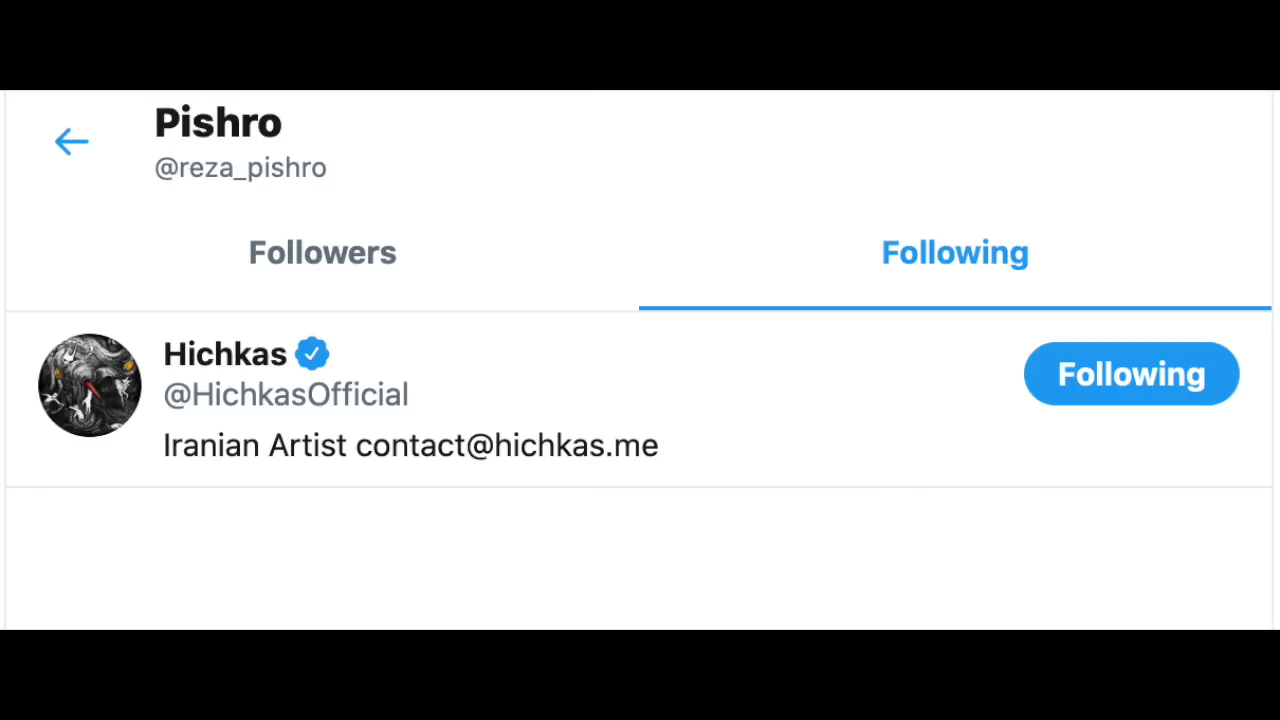 Pishro
@reza_pishro
Followers
Following
Hichkas
@HichkasOfficial
Following
Iranian Artist contact@hichkas.me